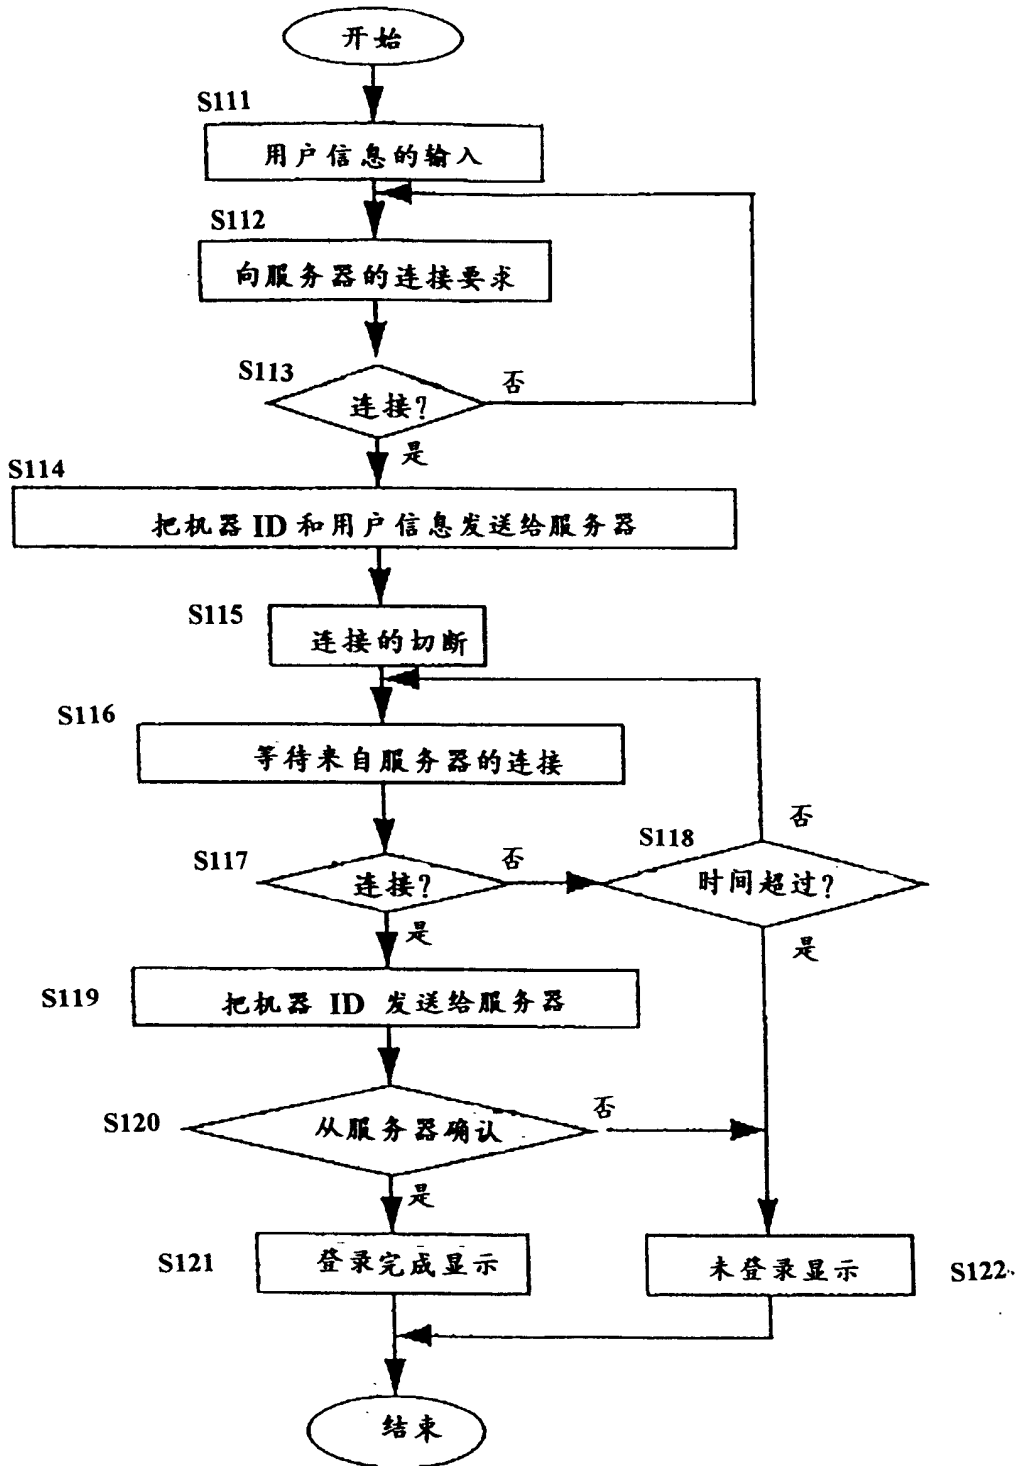 开始
S111
用户信息的输入
S112
向服务器的连接要求
S113
连接?
否
是
S114
把机器 ID 和用户信息发送给服务器
S115
连接的切断
S116
等待来自服务器的连接
S117
连接?
否
S118
时间超过?
否
是
是
S119
把机器 ID 发送给服务器
S120
从服务器确认
否
是
S121
登录完成显示
未登录显示
S122
结束